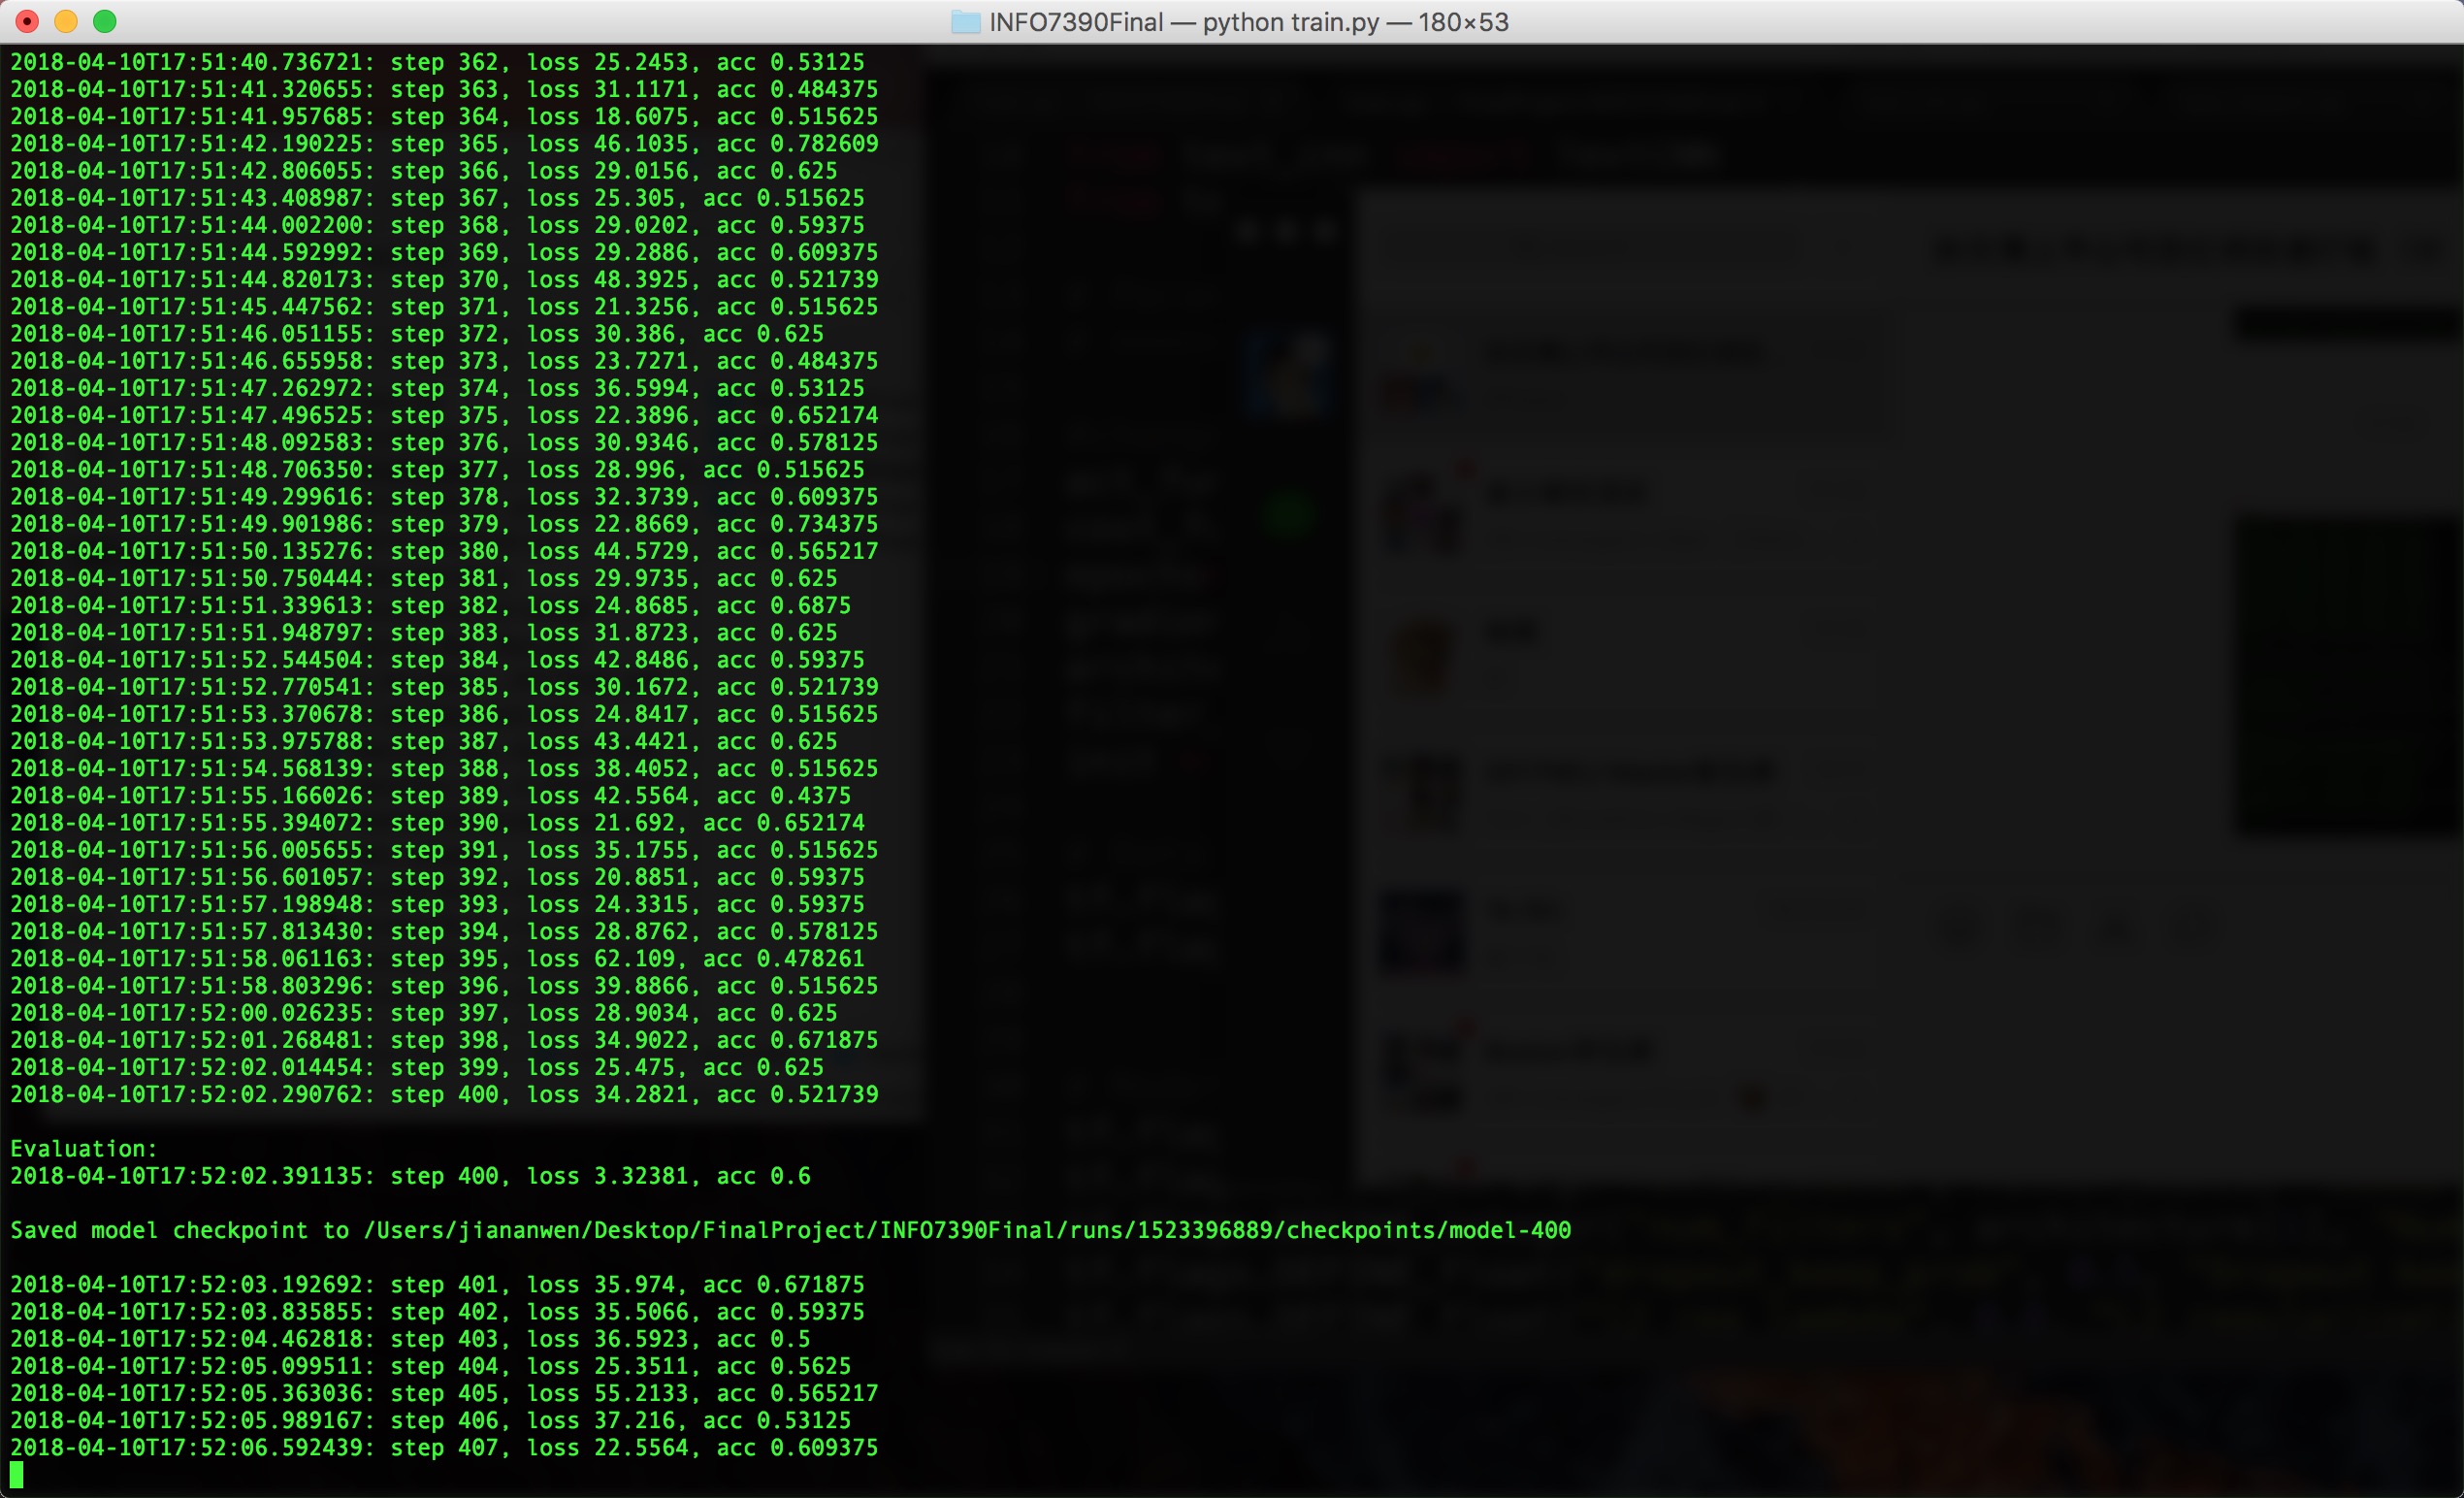 INFO7390Final — python train.py — 180×53
2018-04-10T17:51:40.736721: step 362, loss 25.2453, acc 0.53125
2018-04-10T17:51:41.320655: step 363, loss 31.1171, acc 0.484375
2018-04-10T17:51:41.957685: step 364, loss 18.6075, acc 0.515625
2018-04-10T17:51:42.190225: step 365, loss 46.1035, acc 0.782609
2018-04-10T17:51:42.806055: step 366, loss 29.0156, acc 0.625
2018-04-10T17:51:43.408987: step 367, loss 25.305, acc 0.515625
2018-04-10T17:51:44.002200: step 368, loss 29.0202, acc 0.59375
2018-04-10T17:51:44.592992: step 369, loss 29.2886, acc 0.609375
2018-04-10T17:51:44.820173: step 370, loss 48.3925, acc 0.521739
2018-04-10T17:51:45.447562: step 371, loss 21.3256, acc 0.515625
2018-04-10T17:51:46.051155: step 372, loss 30.386, acc 0.625
2018-04-10T17:51:46.655958: step 373, loss 23.7271, acc 0.484375
2018-04-10T17:51:47.262972: step 374, loss 36.5994, acc 0.53125
2018-04-10T17:51:47.496525: step 375, loss 22.3896, acc 0.652174
2018-04-10T17:51:48.092583: step 376, loss 30.9346, acc 0.578125
2018-04-10T17:51:48.706350: step 377, loss 28.996, acc 0.515625
2018-04-10T17:51:49.299616: step 378, loss 32.3739, acc 0.609375
2018-04-10T17:51:49.901986: step 379, loss 22.8669, acc 0.734375
2018-04-10T17:51:50.135276: step 380, loss 44.5729, acc 0.565217
2018-04-10T17:51:50.750444: step 381, loss 29.9735, acc 0.625
2018-04-10T17:51:51.339613: step 382, loss 24.8685, acc 0.6875
2018-04-10T17:51:51.948797: step 383, loss 31.8723, acc 0.625
2018-04-10T17:51:52.544504: step 384, loss 42.8486, acc 0.59375
2018-04-10T17:51:52.770541: step 385, loss 30.1672, acc 0.521739
2018-04-10T17:51:53.370678: step 386, loss 24.8417, acc 0.515625
2018-04-10T17:51:53.975788: step 387, loss 43.4421, acc 0.625
2018-04-10T17:51:54.568139: step 388, loss 38.4052, acc 0.515625
2018-04-10T17:51:55.166026: step 389, loss 42.5564, acc 0.4375
2018-04-10T17:51:55.394072: step 390, loss 21.692, acc 0.652174
2018-04-10T17:51:56.005655: step 391, loss 35.1755, acc 0.515625
2018-04-10T17:51:56.601057: step 392, loss 20.8851, acc 0.59375
2018-04-10T17:51:57.198948: step 393, loss 24.3315, acc 0.59375
2018-04-10T17:51:57.813430: step 394, loss 28.8762, acc 0.578125
2018-04-10T17:51:58.061163: step 395, loss 62.109, acc 0.478261
2018-04-10T17:51:58.803296: step 396, loss 39.8866, acc 0.515625
2018-04-10T17:52:00.026235: step 397, loss 28.9034, acc 0.625
2018-04-10T17:52:01.268481: step 398, loss 34.9022, acc 0.671875
2018-04-10T17:52:02.014454: step 399, loss 25.475, acc 0.625
2018-04-10T17:52:02.290762: step 400, loss 34.2821, acc 0.521739
Evaluation:
2018-04-10T17:52:02.391135: step 400, loss 3.32381, acc 0.6
Saved model checkpoint to /Users/jiananwen/Desktop/FinalProject/INFO7390Final/runs/1523396889/checkpoints/model-400
2018-04-10T17:52:03.192692: step 401, loss 35.974, acc 0.671875
2018-04-10T17:52:03.835855: step 402, loss 35.5066, acc 0.59375
2018-04-10T17:52:04.462818: step 403, loss 36.5923, acc 0.5
2018-04-10T17:52:05.099511: step 404, loss 25.3511, acc 0.5625
2018-04-10T17:52:05.363036: step 405, loss 55.2133, acc 0.565217
2018-04-10T17:52:05.989167: step 406, loss 37.216, acc 0.53125
2018-04-10T17:52:06.592439: step 407, loss 22.5564, acc 0.609375